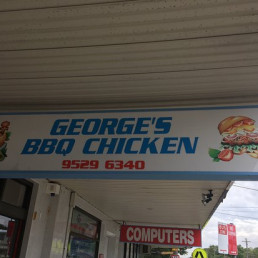 GEORGE'S
BBQ CHICKEN
9529 6340
COMPUTERS